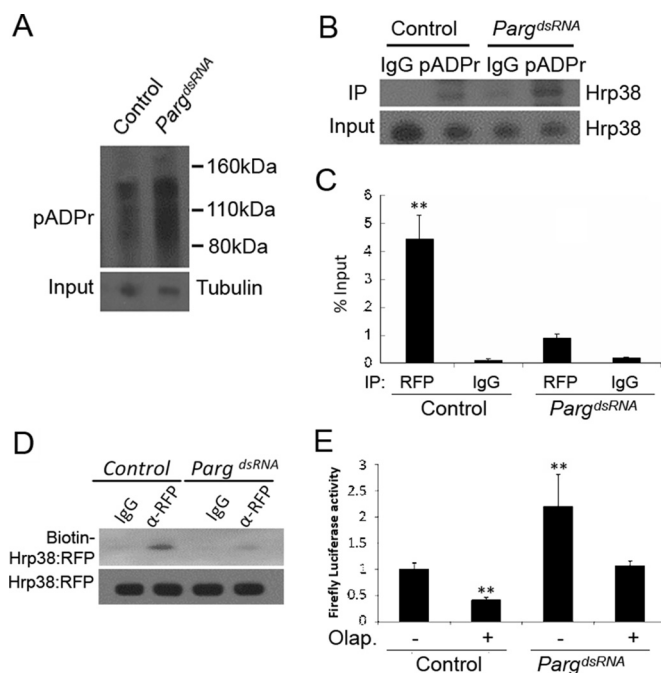 A
Control
Parg dsRNA
160kDa
110kDa
80kDa
pADPr
Input
Tubulin
B
Control
Parg dsRNA
IgG pADPr IgG pADPr
IP
Hrp38
Input
Hrp38
C
6
5
4
3
2
1
0
% Input
**
IP: RFP IgG RFP IgG
Control
Parg dsRNA
D
Control
Parg dsRNA
IgG
α-RFP
IgG
α-RFP
Biotin-
Hrp38:RFP
Hrp38:RFP
E
3
2.5
2
1.5
1
0.5
0
Firefly Luciferase activity
**
**
Olap. - + - +
Control
Parg dsRNA